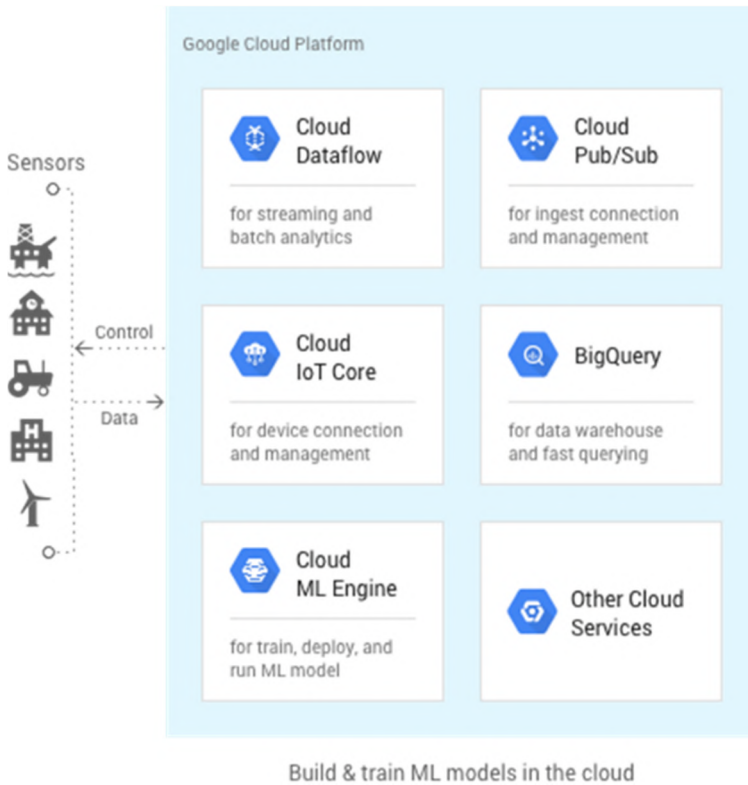 Google Cloud Platform
Sensors
Control
Data
Cloud
Dataflow
for streaming and
batch analytics
Cloud
Pub/Sub
for ingest connection
and management
Cloud
IoT Core
for device connection
and management
BigQuery
for data warehouse
and fast querying
Cloud
ML Engine
for train, deploy, and
run ML model
Other Cloud
Services
Build & train ML models in the cloud
H